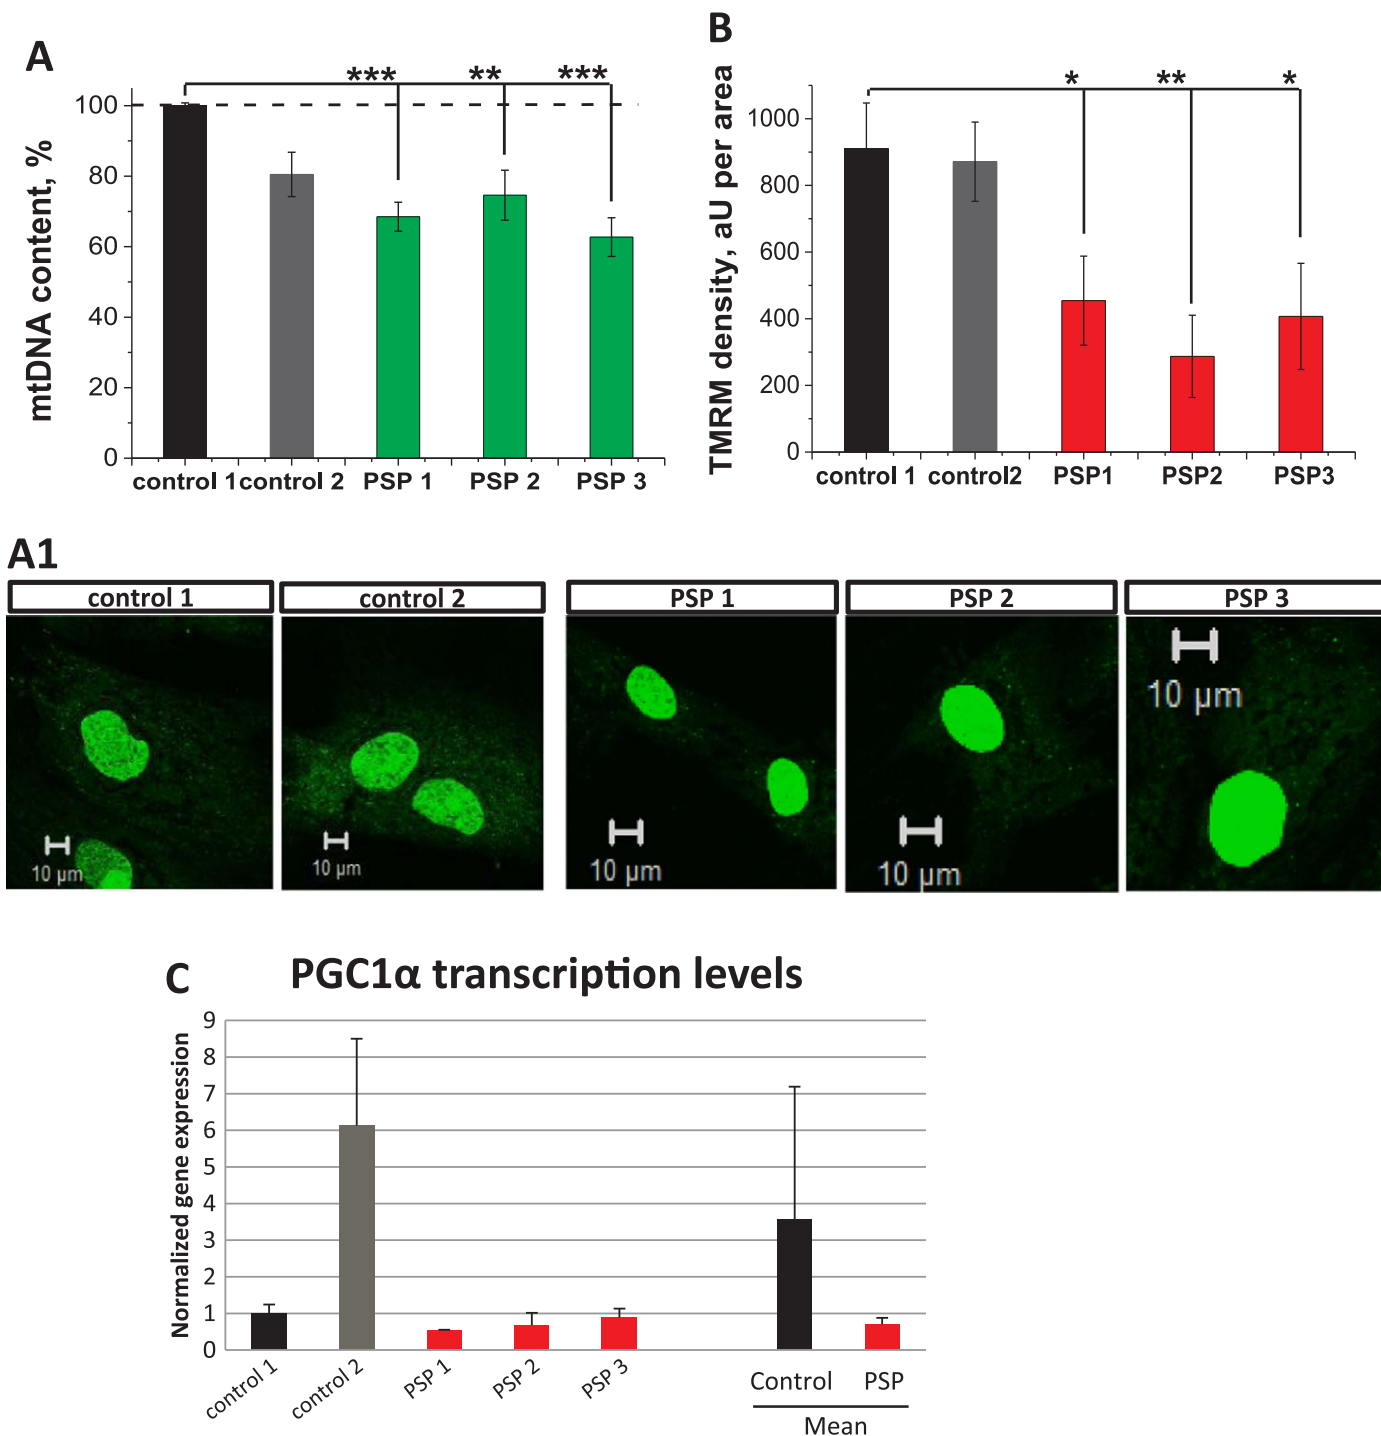 A
mtDNA content, %
*** ** ***
100
80
60
40
20
0
control 1 control 2 PSP 1 PSP 2 PSP 3
B
TMRM density, aU per area
* ** *
1000
800
600
400
200
0
control 1 control2 PSP1 PSP2 PSP3
A1
control 1 control 2 PSP 1 PSP 2 PSP 3
10 µm
10 µm
10 µm
10 µm
10 µm
C PGC1α transcription levels
Normalized gene expression
9
8
7
6
5
4
3
2
1
0
control 1 control 2 PSP 1 PSP 2 PSP 3 Control PSP
Mean